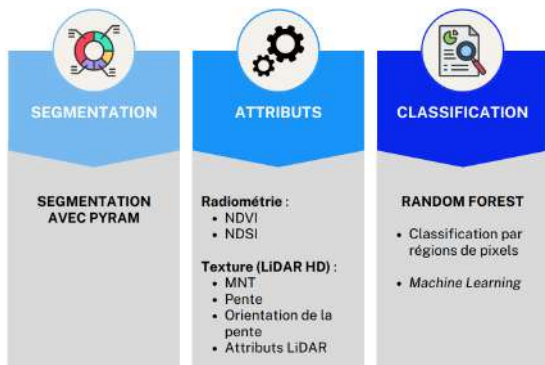 SEGMENTATION
SEGMENTATION
AVEC PYRAM
ATTRIBUTS
Radiométrie :
• NDVI
• NDSI
Texture (LiDAR HD) :
• MNT
• Pente
• Orientation de la
pente
• Attributs LiDAR
CLASSIFICATION
RANDOM FOREST
• Classification par
régions de pixels
• Machine Learning